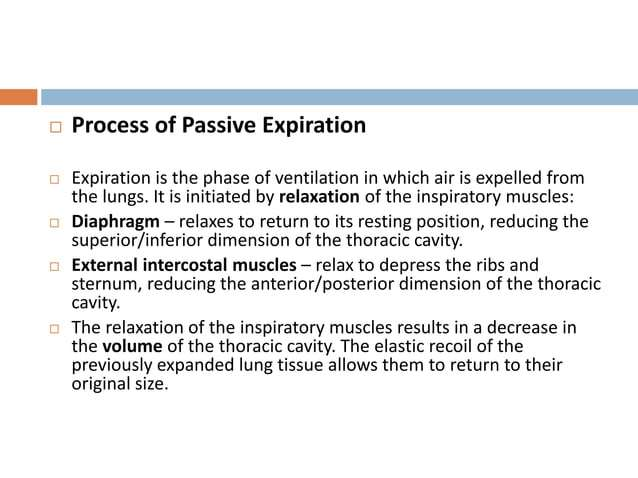 Process of Passive Expiration
Expiration is the phase of ventilation in which air is expelled from
the lungs. It is initiated by relaxation of the inspiratory muscles:
Diaphragm – relaxes to return to its resting position, reducing the
superior/inferior dimension of the thoracic cavity.
External intercostal muscles – relax to depress the ribs and
sternum, reducing the anterior/posterior dimension of the thoracic
cavity.
The relaxation of the inspiratory muscles results in a decrease in
the volume of the thoracic cavity. The elastic recoil of the
previously expanded lung tissue allows them to return to their
original size.